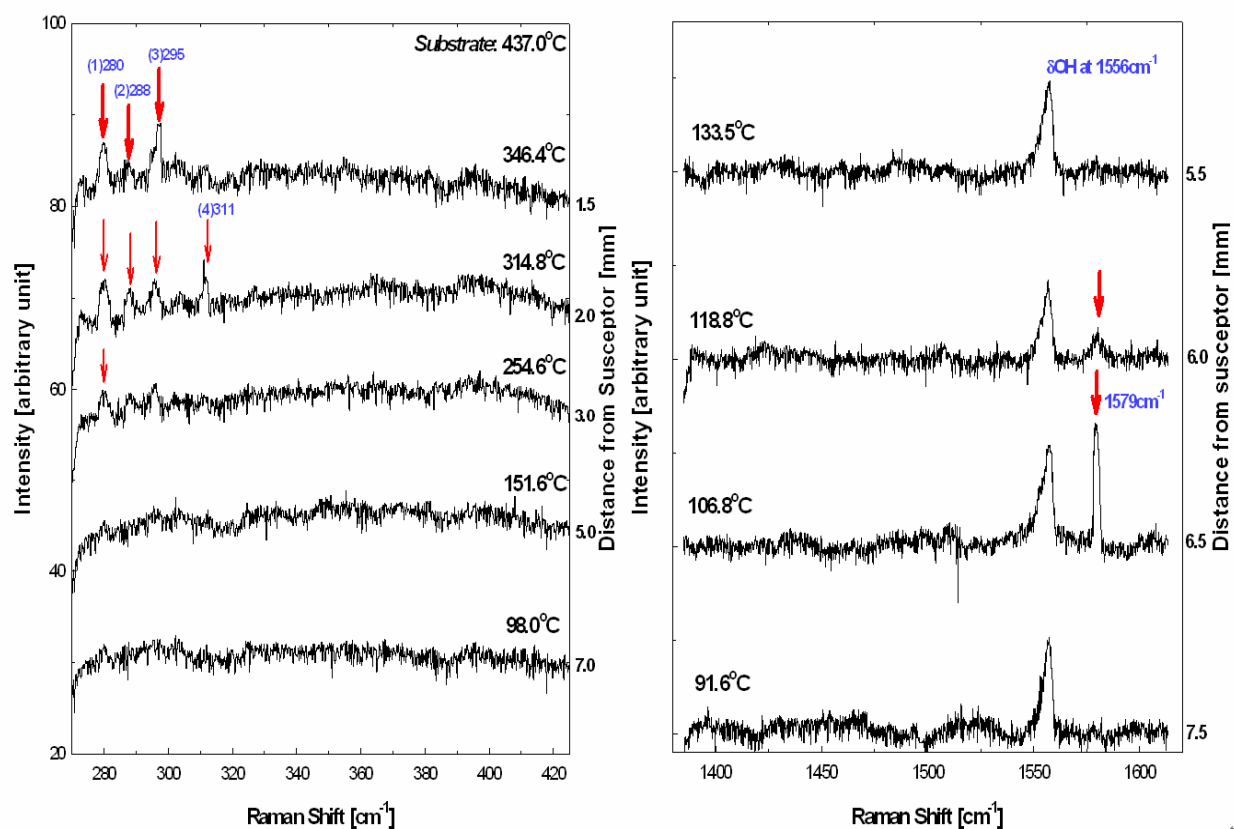 100
80
60
40
20
Intensity [arbitrary unit]
Substrate: 437.0°C
(1)280
(2)288
(3)295
346.4°C
1.5
(4)311
314.8°C
2.0
254.6°C
3.0
151.6°C
5.0
98.0°C
7.0
Distance from Susceptor [mm]
280 300 320 340 360 380 400 420
Raman Shift [cm-1]
Intensity [arbitrary unit]
δCH at 1556cm-1
133.5°C
5.5
118.8°C
6.0
1579cm-1
106.8°C
6.5
91.6°C
7.5
Distance from susceptor [mm]
1400 1450 1500 1550 1600
Raman Shift [cm-1]